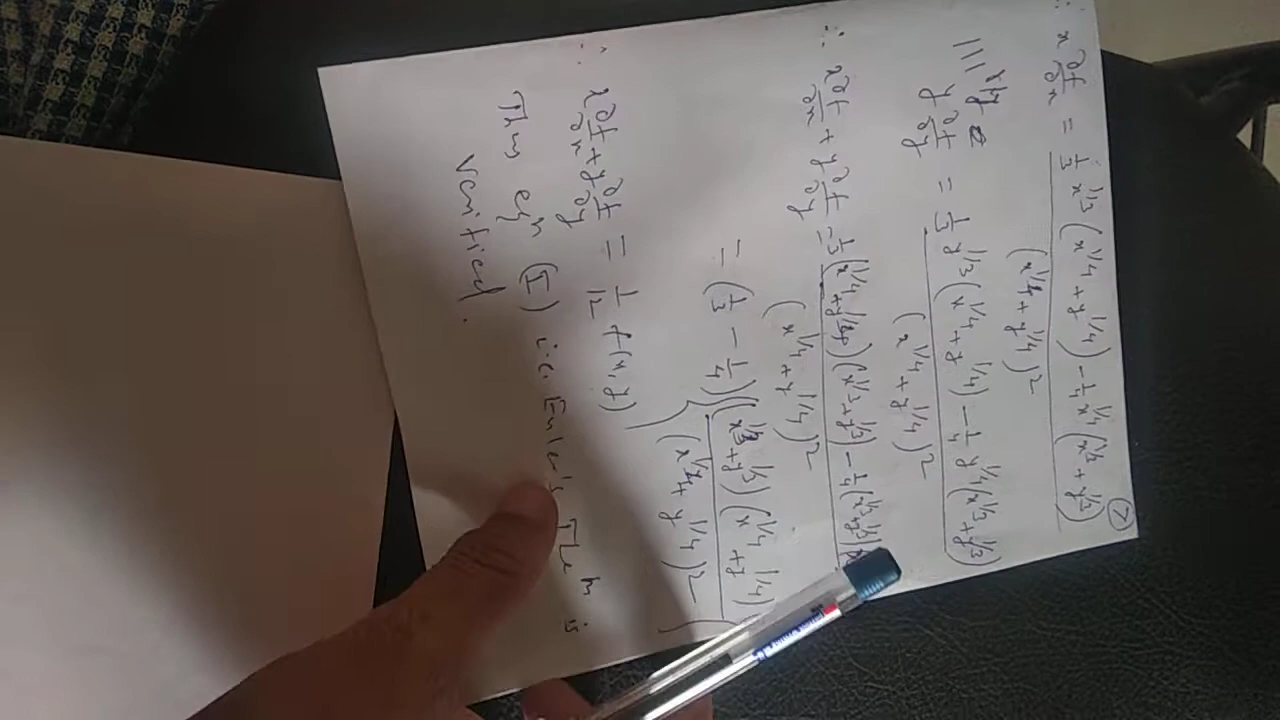 ⑦
∴ x ∂f/∂x = 1/3 x^1/3 (x^1/4 + y^1/4) - 1/4 x^1/4 (x^1/3 + y^1/3)
(x^1/4 + y^1/4)^2
|||ly
y ∂f/∂y = 1/3 y^1/3 (x^1/4 + y^1/4) - 1/4 y^1/4 (x^1/3 + y^1/3)
(x^1/4 + y^1/4)^2
∴ x ∂f/∂x + y ∂f/∂y = 1/3 (x^1/4 + y^1/4) (x^1/3 + y^1/3) - 1/4 (x^1/3 + y^1/3)
(x^1/4 + y^1/4)^2
= (1/3 - 1/4) { (x^1/3 + y^1/3) (x^1/4 + y^1/4)
(x^1/4 + y^1/4)^2 }
∴ x ∂f/∂x + y ∂f/∂y = 1/12 f(x, y)
Thus eqn (I) i.e. Euler's Thm is
verified.